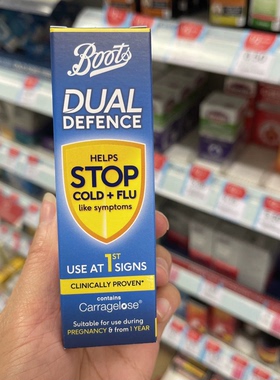 Boots
DUAL
DEFENCE
HELPS
STOP
COLD + FLU
like symptoms
USE AT 1ST SIGNS
CLINICALLY PROVEN*
contains
Carragelose®
Suitable for use during
PREGNANCY & from 1 YEAR